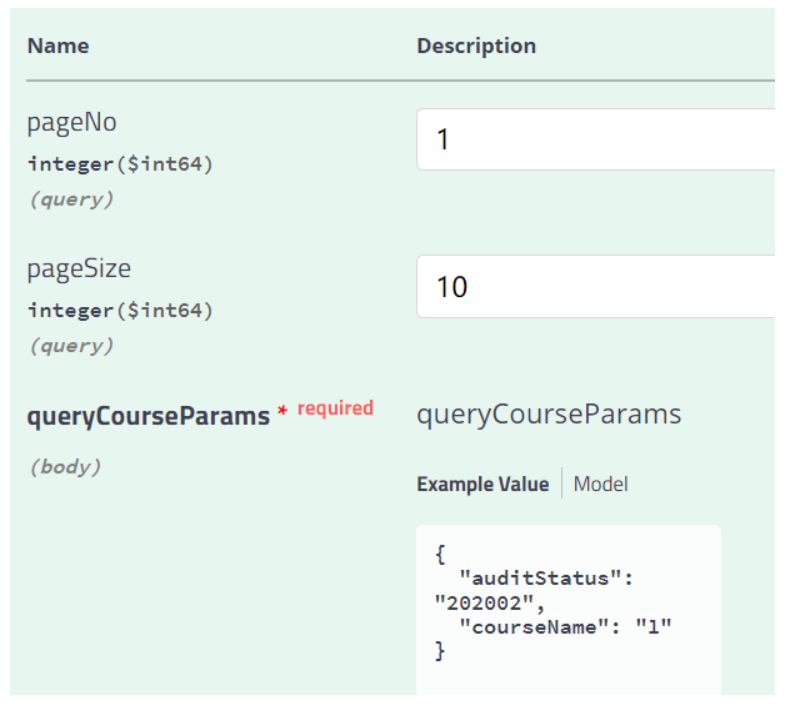 Name Description
pageNo
1
integer($int64)
(query)
pageSize
10
integer($int64)
(query)
queryCourseParams * required
queryCourseParams
(body)
Example Value Model
{
"auditStatus":
"202002",
"courseName": "1"
}